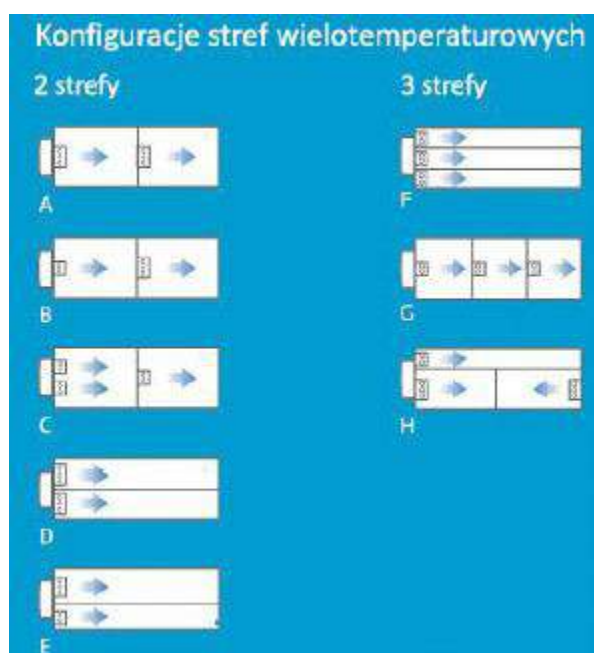 Konfiguracje stref wielotemperaturowych
2 strefy
3 strefy
A
F
B
G
C
H
D
E